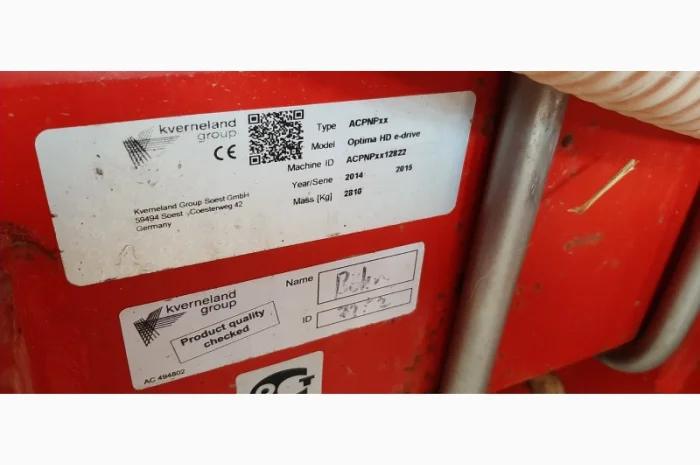 kverneland
group
CE
Type ACPNPxx
Model Optima HD e-drive
Machine ID ACPNPxx12822
Year/Serie 2014 2015
Mass [Kg] 2810
Kverneland Group Soest GmbH
59494 Soest , Coesterweg 42
Germany
kverneland
group
Product quality
checked
Name
ID
AC 494802